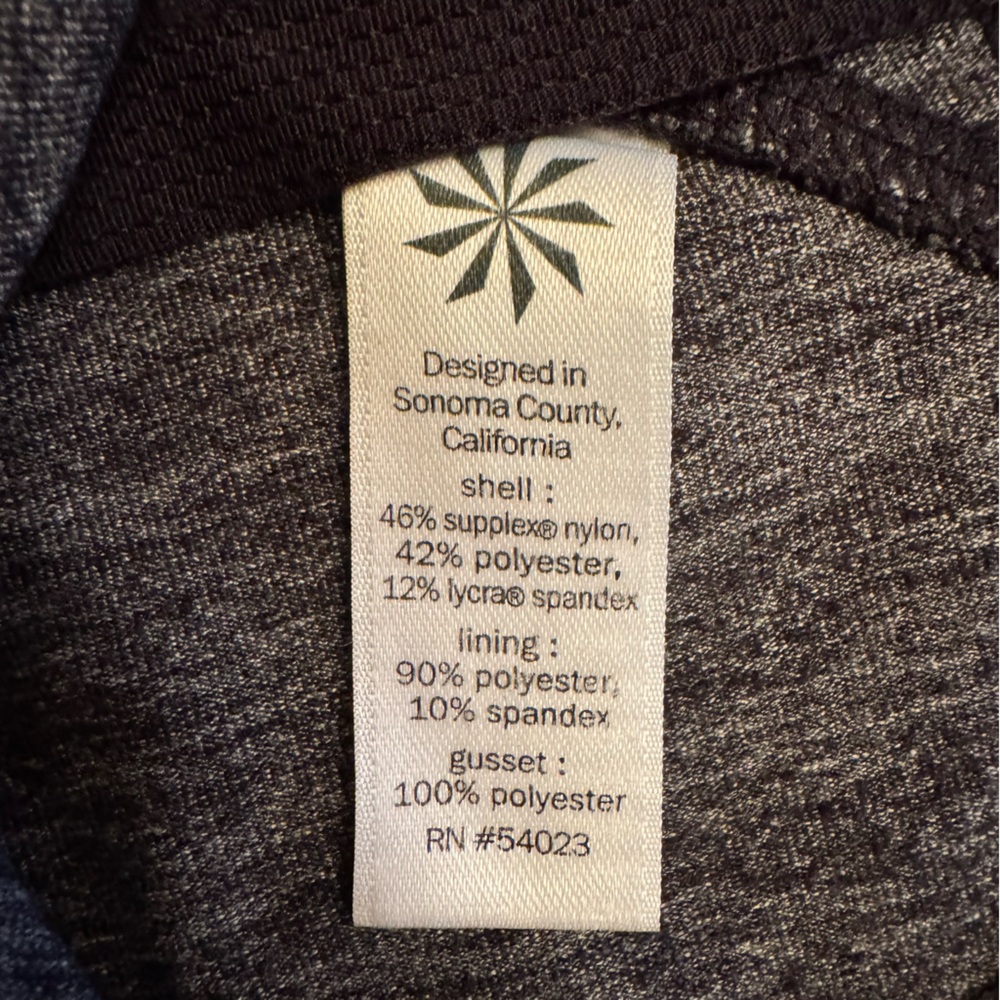 Designed in
Sonoma County,
California
shell :
46% supplex® nylon,
42% polyester,
12% lycra® spandex
lining :
90% polyester,
10% spandex
gusset :
100% polyester
RN #54023